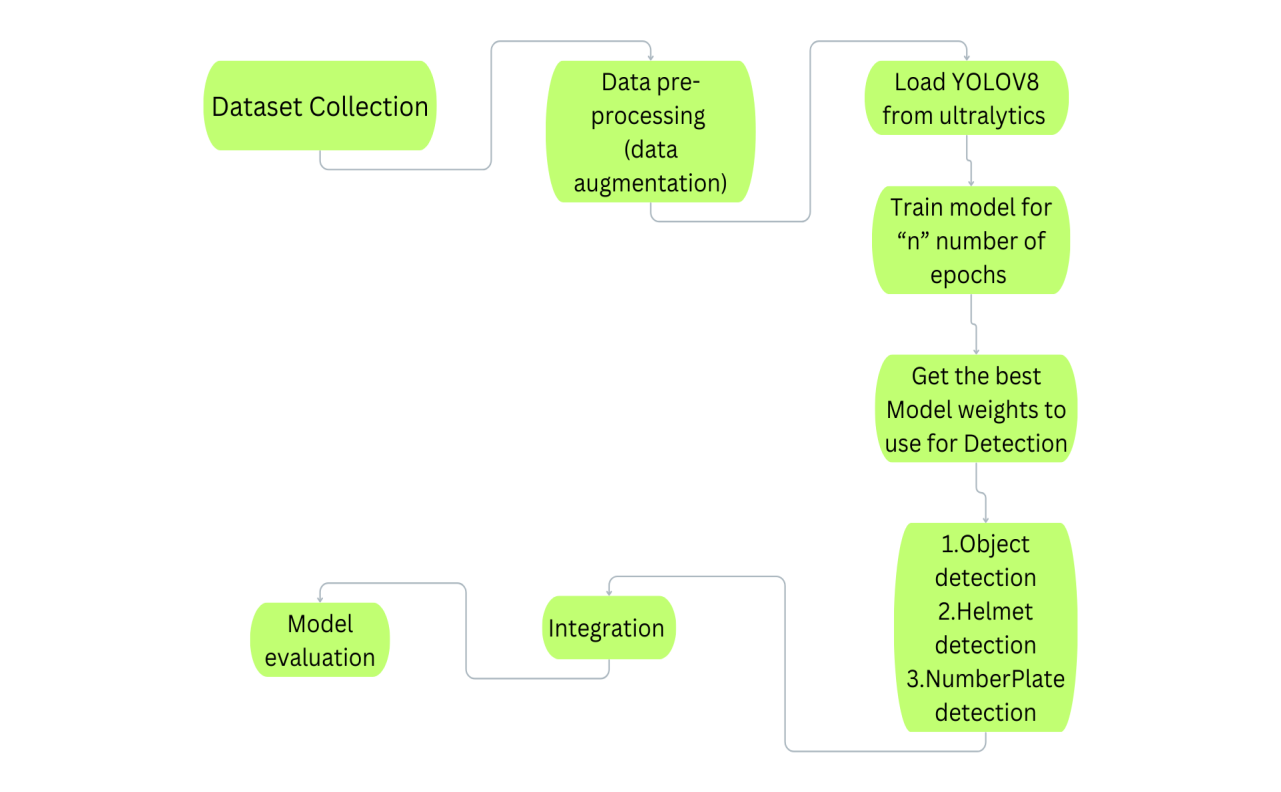 Dataset Collection
Data pre-
processing
(data
augmentation)
Load YOLOV8
from ultralytics
Train model for
“n” number of
epochs
Get the best
Model weights to
use for Detection
1.Object
detection
2.Helmet
detection
3.NumberPlate
detection
Integration
Model
evaluation